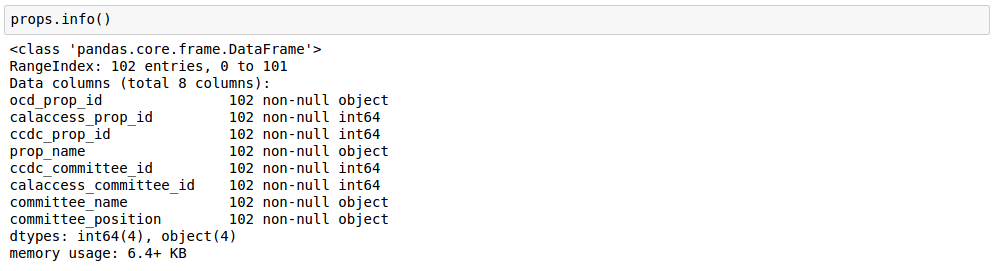 props.info()
<class 'pandas.core.frame.DataFrame'>
RangeIndex: 102 entries, 0 to 101
Data columns (total 8 columns):
ocd_prop_id               102 non-null object
calaccess_prop_id         102 non-null int64
ccdc_prop_id              102 non-null int64
prop_name                 102 non-null object
ccdc_committee_id         102 non-null int64
calaccess_committee_id    102 non-null int64
committee_name            102 non-null object
committee_position        102 non-null object
dtypes: int64(4), object(4)
memory usage: 6.4+ KB